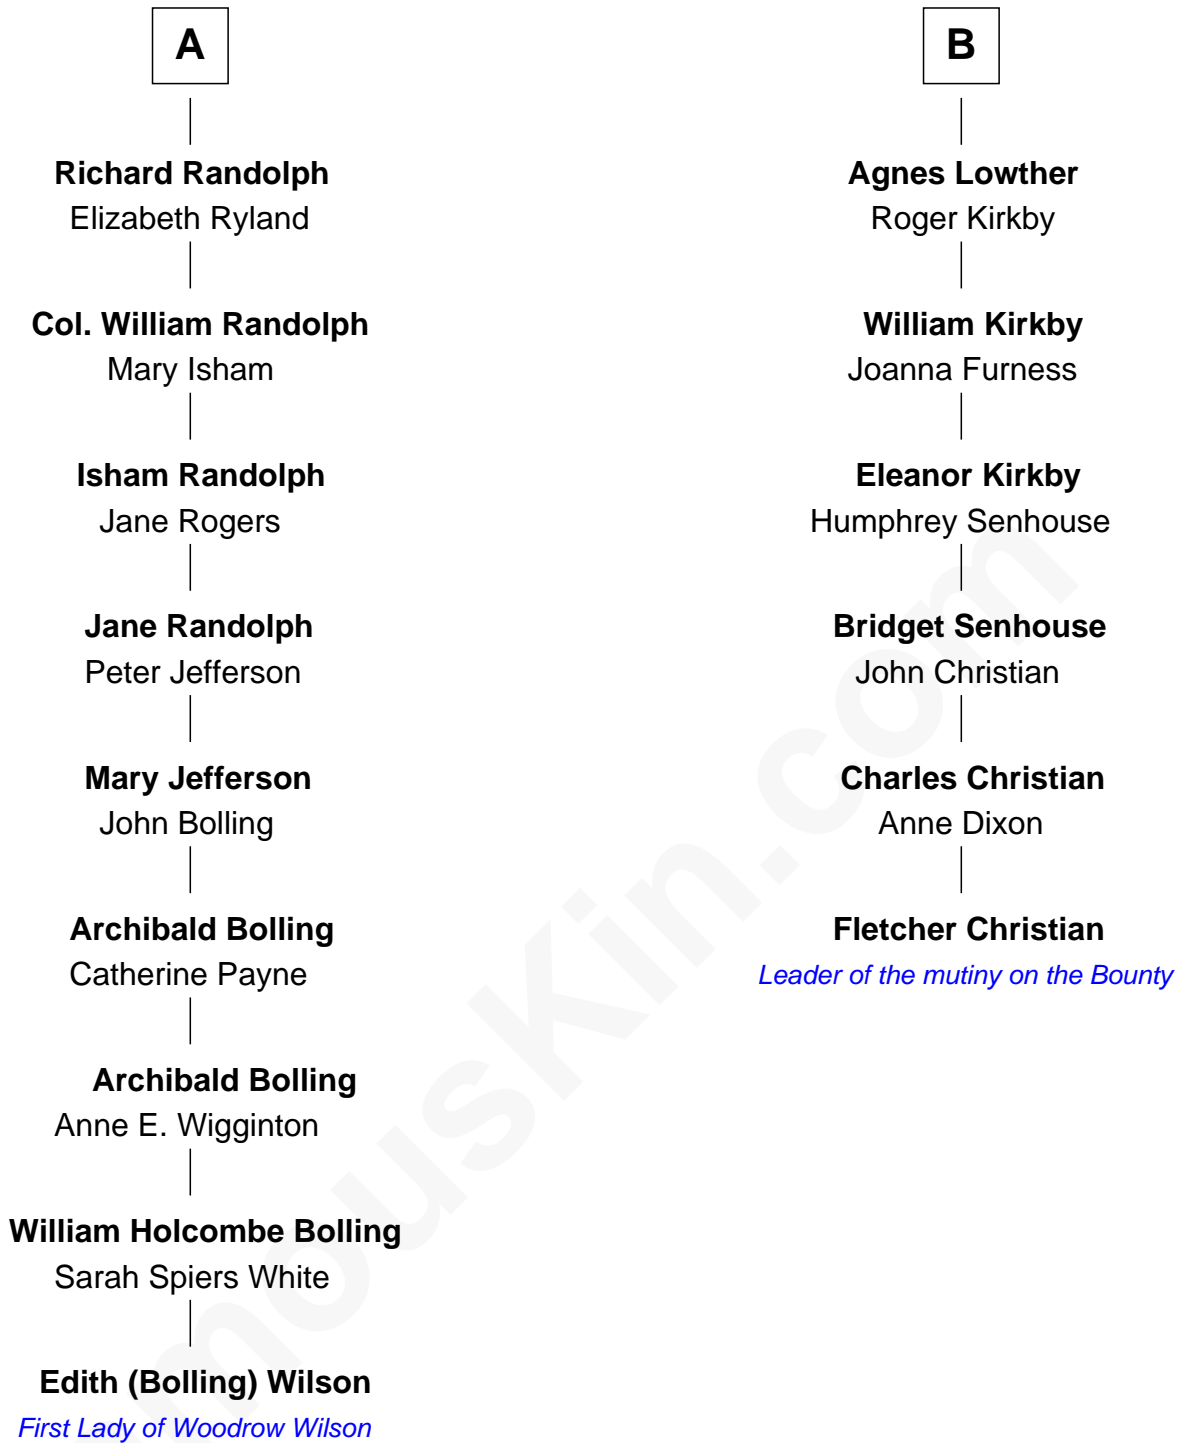 A
Richard Randolph
Elizabeth Ryland
Col. William Randolph
Mary Isham
Isham Randolph
Jane Rogers
Jane Randolph
Peter Jefferson
Mary Jefferson
John Bolling
Archibald Bolling
Catherine Payne
Archibald Bolling
Anne E. Wigginton
William Holcombe Bolling
Sarah Spiers White
Edith (Bolling) Wilson
First Lady of Woodrow Wilson
B
Agnes Lowther
Roger Kirkby
William Kirkby
Joanna Furness
Eleanor Kirkby
Humphrey Senhouse
Bridget Senhouse
John Christian
Charles Christian
Anne Dixon
Fletcher Christian
Leader of the mutiny on the Bounty
mouskin.com